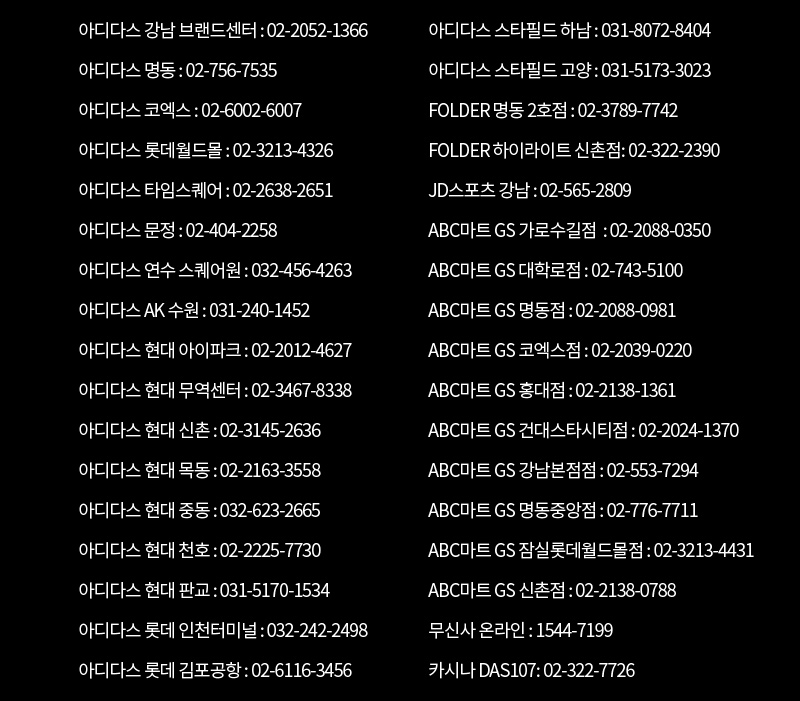 아디다스 강남 브랜드센터 : 02-2052-1366
아디다스 명동 : 02-756-7535
아디다스 코엑스 : 02-6002-6007
아디다스 롯데월드몰 : 02-3213-4326
아디다스 타임스퀘어 : 02-2638-2651
아디다스 문정 : 02-404-2258
아디다스 연수 스퀘어원 : 032-456-4263
아디다스 AK 수원 : 031-240-1452
아디다스 현대 아이파크 : 02-2012-4627
아디다스 현대 무역센터 : 02-3467-8338
아디다스 현대 신촌 : 02-3145-2636
아디다스 현대 목동 : 02-2163-3558
아디다스 현대 중동 : 032-623-2665
아디다스 현대 천호 : 02-2225-7730
아디다스 현대 판교 : 031-5170-1534
아디다스 롯데 인천터미널 : 032-242-2498
아디다스 롯데 김포공항 : 02-6116-3456
아디다스 스타필드 하남 : 031-8072-8404
아디다스 스타필드 고양 : 031-5173-3023
FOLDER 명동 2호점 : 02-3789-7742
FOLDER 하이라이트 신촌점: 02-322-2390
JD스포츠 강남 : 02-565-2809
ABC마트 GS 가로수길점 : 02-2088-0350
ABC마트 GS 대학로점 : 02-743-5100
ABC마트 GS 명동점 : 02-2088-0981
ABC마트 GS 코엑스점 : 02-2039-0220
ABC마트 GS 홍대점 : 02-2138-1361
ABC마트 GS 건대스타시티점 : 02-2024-1370
ABC마트 GS 강남본점점 : 02-553-7294
ABC마트 GS 명동중앙점 : 02-776-7711
ABC마트 GS 잠실롯데월드몰점 : 02-3213-4431
ABC마트 GS 신촌점 : 02-2138-0788
무신사 온라인 : 1544-7199
카시나 DAS107: 02-322-7726